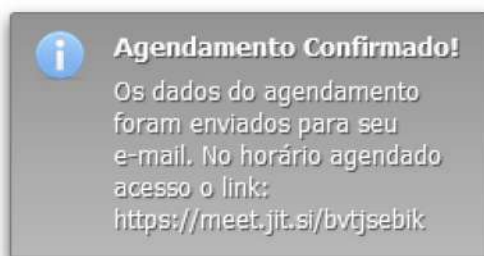 Agendamento Confirmado!
Os dados do agendamento
foram enviados para seu
e-mail. No horário agendado
acesso o link:
https://meet.jit.si/bvtjsebik